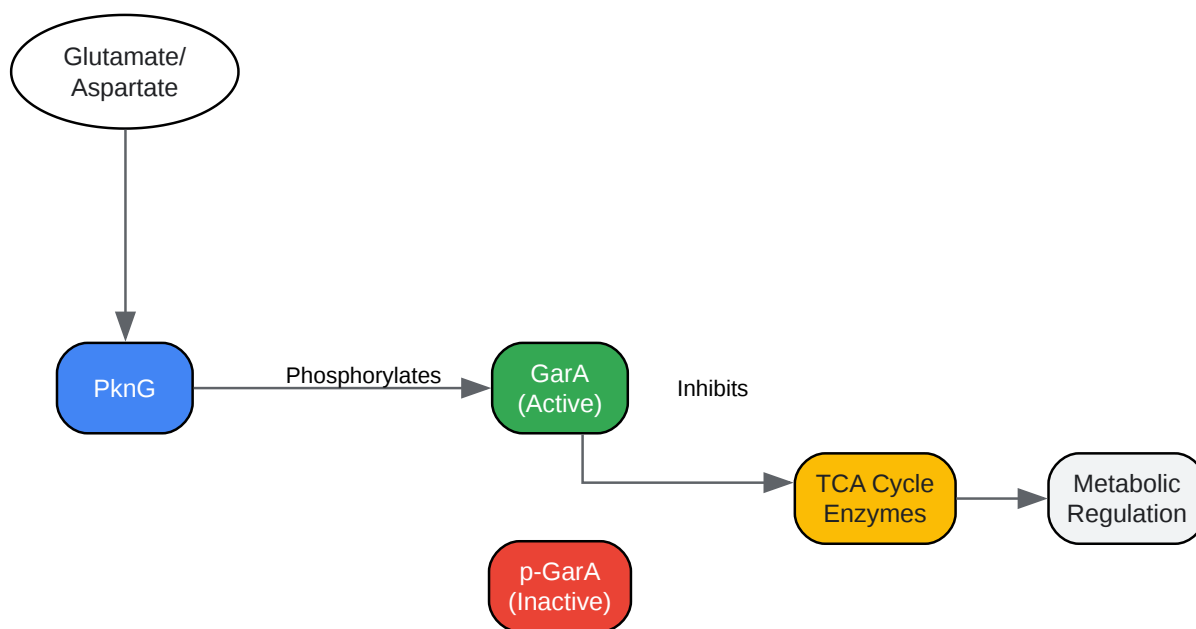 Glutamate/
Aspartate
PknG
Phosphorylates
GarA
(Active)
Inhibits
TCA Cycle
Enzymes
Metabolic
Regulation
p-GarA
(Inactive)